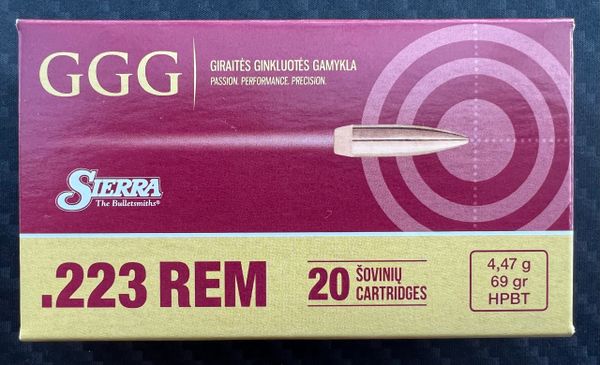 GGG
GIRAITĖS GINKLUOTĖS GAMYKLA
PASSION. PERFORMANCE. PRECISION.
SIERRA
The Bulletsmiths®
.223 REM
20 ŠOVINIŲ
CARTRIDGES
4,47 g
69 gr
HPBT